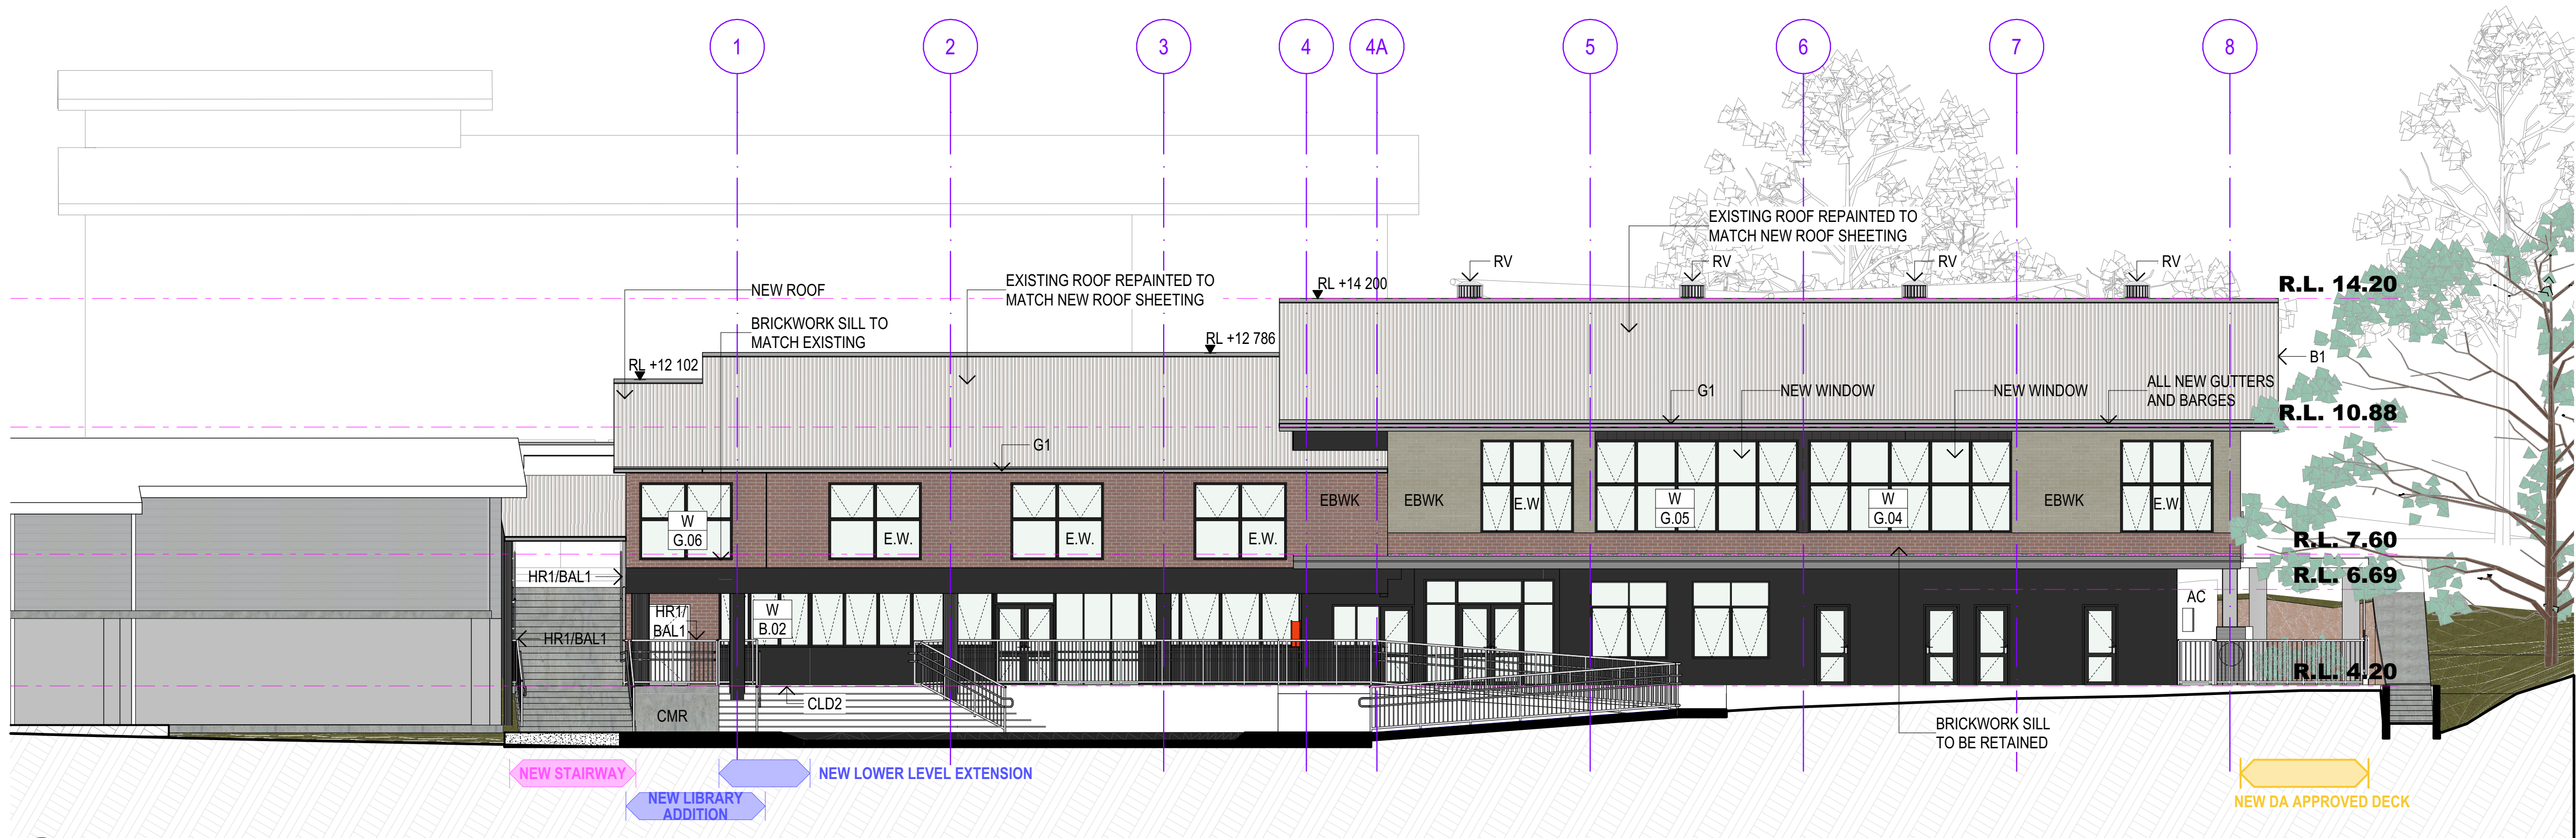 1
2
3
4
4A
5
6
7
8
EXISTING ROOF REPAINTED TO
MATCH NEW ROOF SHEETING
RV
RV
RV
RV
NEW ROOF
EXISTING ROOF REPAINTED TO
MATCH NEW ROOF SHEETING
RL +14 200
R.L. 14.20
BRICKWORK SILL TO
MATCH EXISTING
RL +12 786
RL +12 102
B1
G1
NEW WINDOW
NEW WINDOW
ALL NEW GUTTERS
AND BARGES
R.L. 10.88
G1
EBWK
EBWK
E.W.
W
G.05
W
G.04
EBWK
E.W.
W
G.06
E.W.
E.W.
E.W.
R.L. 7.60
HR1/BAL1
R.L. 6.69
HR1/
BAL1
W
B.02
AC
HR1/BAL1
R.L. 4.20
CLD2
CMR
BRICKWORK SILL
TO BE RETAINED
NEW STAIRWAY
NEW LOWER LEVEL EXTENSION
NEW LIBRARY
ADDITION
NEW DA APPROVED DECK